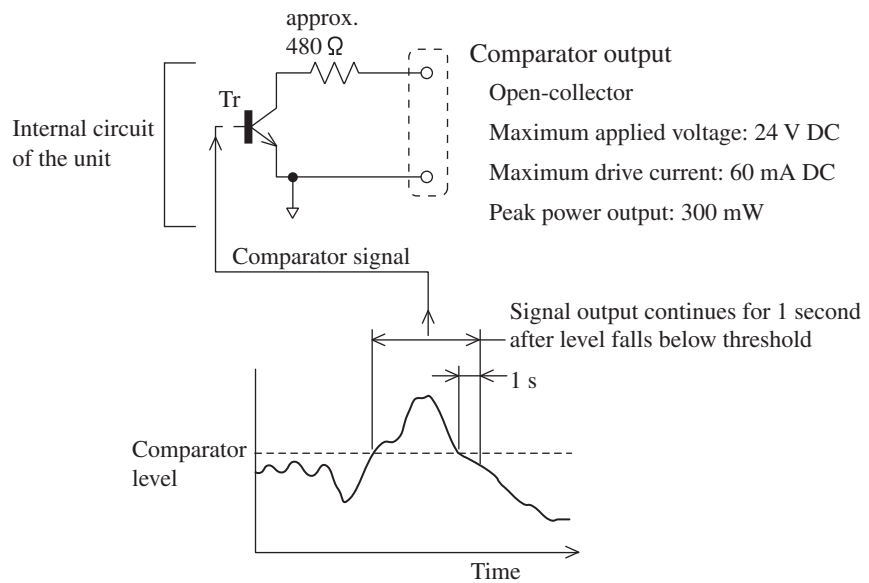 approx.
480 Ω
Comparator output
Tr
Open-collector
Internal circuit
of the unit
Maximum applied voltage: 24 V DC
Maximum drive current: 60 mA DC
Peak power output: 300 mW
Comparator signal
Signal output continues for 1 second
after level falls below threshold
1 s
Comparator
level
Time